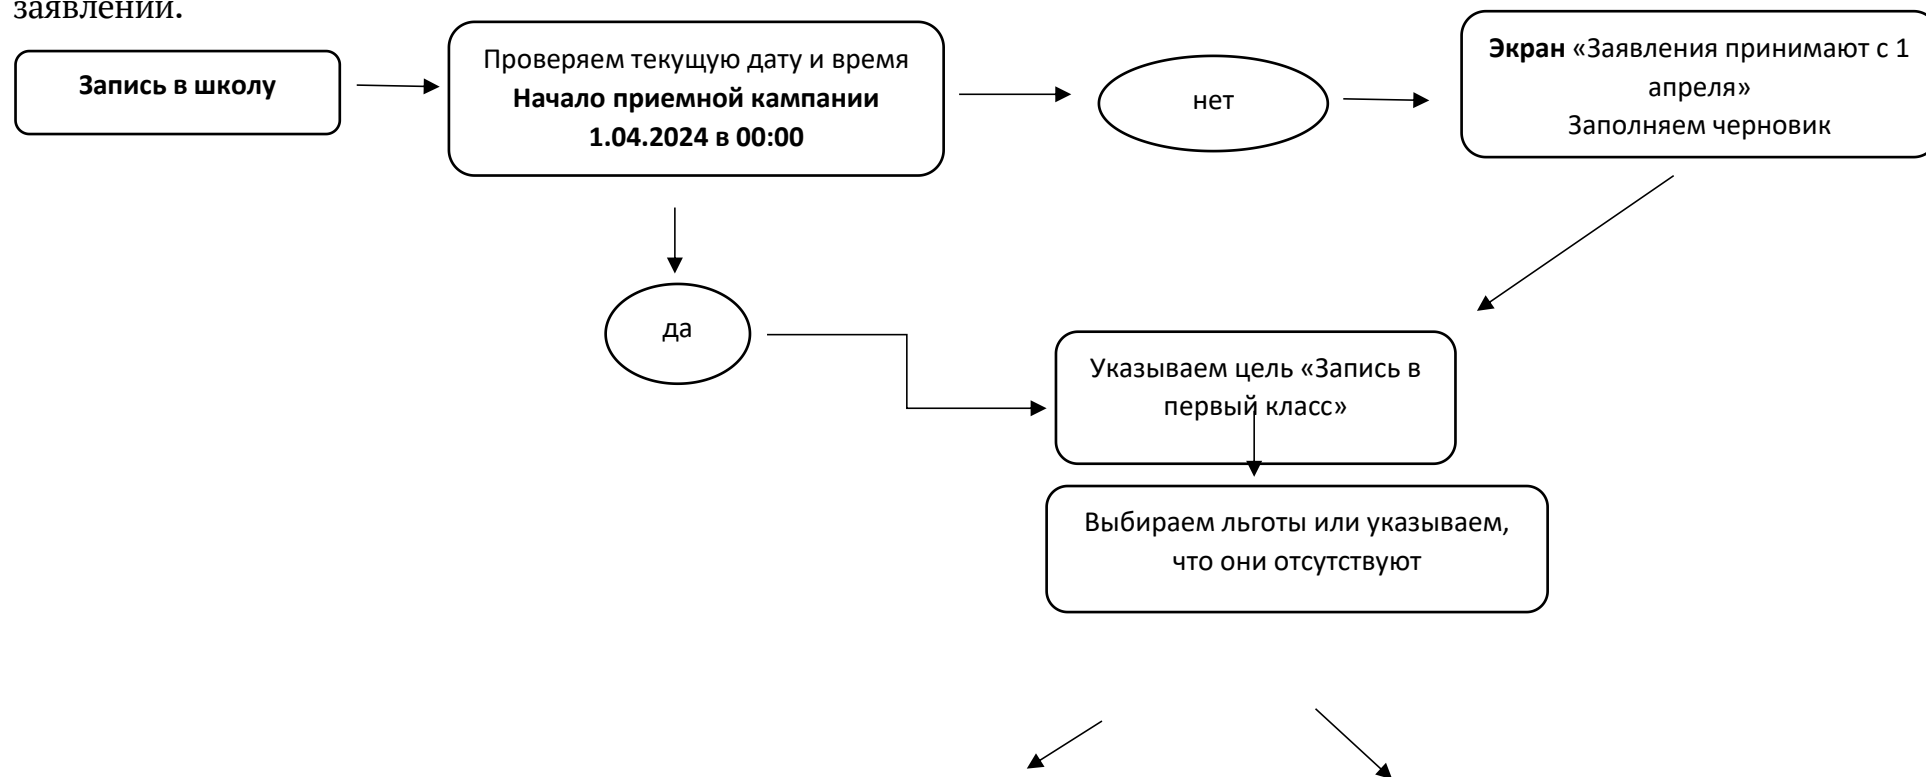 заявлений.
Запись в школу
Проверяем текущую дату и время
Начало приемной кампании
1.04.2024 в 00:00
нет
Экран «Заявления принимают с 1
апреля»
Заполняем черновик
да
Указываем цель «Запись в
первый класс»
Выбираем льготы или указываем,
что они отсутствуют